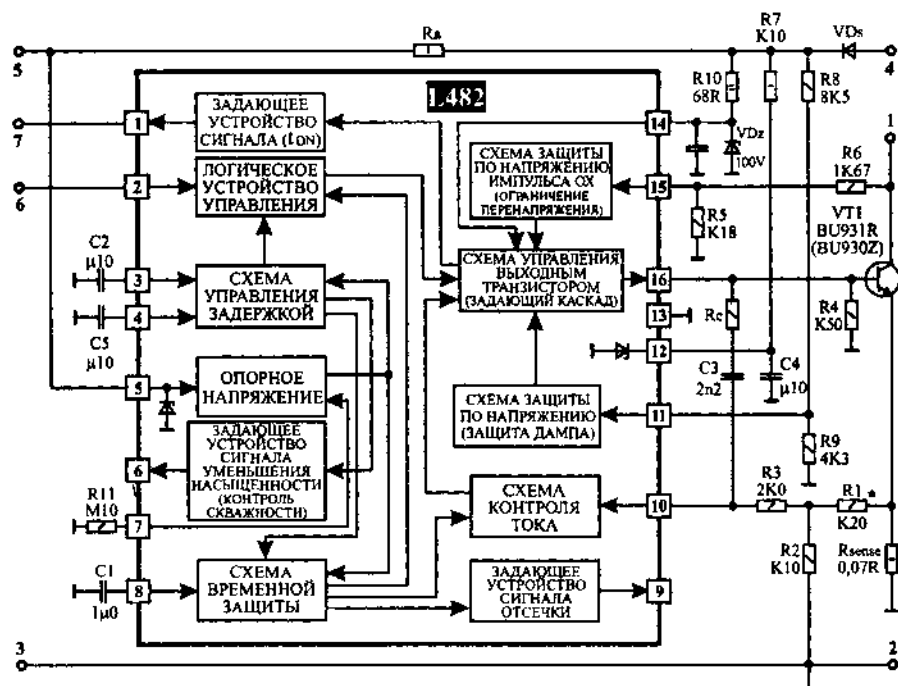 5
Ra
R7
K10
VDs
4
L482
R10
68R
R8
8K5
7
1
ЗАДАЮЩЕЕ
УСТРОЙСТВО
СИГНАЛА (tON)
14
VDz
100V
1
6
2
ЛОГИЧЕСКОЕ
УСТРОЙСТВО
УПРАВЛЕНИЯ
СХЕМА ЗАЩИТЫ
ПО НАПРЯЖЕНИЮ
ИМПУЛЬСА ОХ
(ОГРАНИЧЕНИЕ
ПЕРЕНАПРЯЖЕНИЯ)
15
R5
K18
R6
1K67
VT1
BU931R
(BU930Z)
C2
µ10
3
C5
µ10
4
СХЕМА
УПРАВЛЕНИЯ
ЗАДЕРЖКОЙ
СХЕМА УПРАВЛЕНИЯ
ВЫХОДНЫМ
ТРАНЗИСТОРОМ
(ЗАДАЮЩИЙ КАСКАД)
16
13
Rc
R4
K50
12
C3
2n2
C4
µ10
5
ОПОРНОЕ
НАПРЯЖЕНИЕ
СХЕМА ЗАЩИТЫ
ПО НАПРЯЖЕНИЮ
(ЗАЩИТА ДАМПА)
11
R9
4K3
6
ЗАДАЮЩЕЕ
УСТРОЙСТВО
СИГНАЛА
УМЕНЬШЕНИЯ
НАСЫЩЕННОСТИ
(КОНТРОЛЬ
СКВАЖНОСТИ)
R11
M10
7
СХЕМА
КОНТРОЛЯ
ТОКА
10
R3
2K0
R1 *
K20
C1
1µ0
8
СХЕМА
ВРЕМЕННОЙ
ЗАЩИТЫ
ЗАДАЮЩЕЕ
УСТРОЙСТВО
СИГНАЛА
ОТСЕЧКИ
9
R2
K10
Rsense
0,07R
3
2